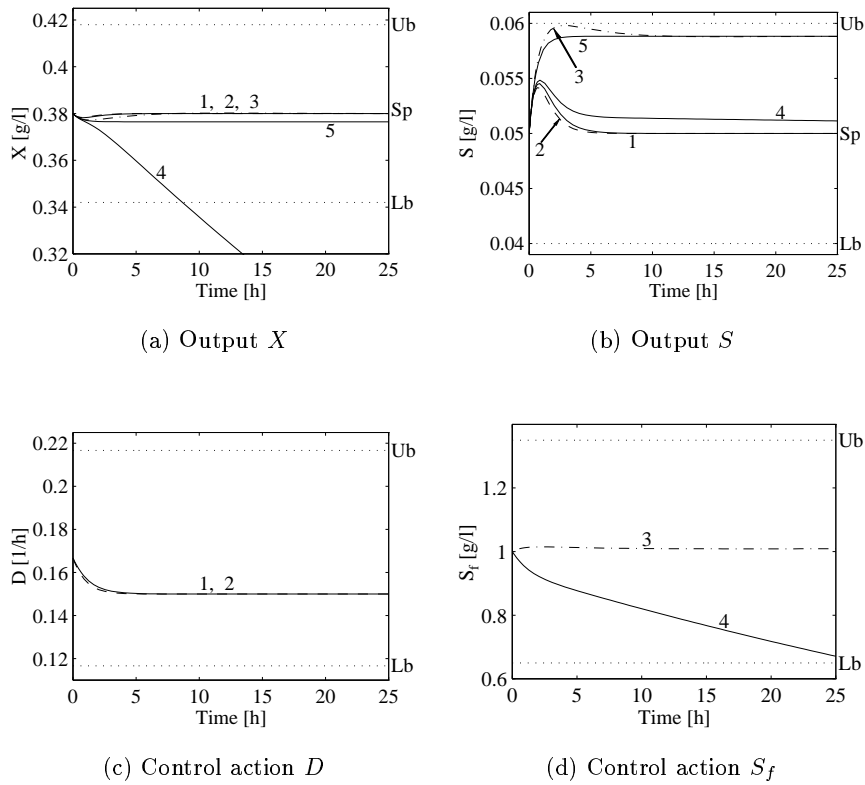 0.42
0.4
0.38
0.36
0.34
0.32
X [g/l]
Ub
Sp
Lb
1, 2, 3
5
4
0 5 10 15 20 25
Time [h]
(a) Output X
0.06
0.055
0.05
0.045
0.04
S [g/l]
Ub
Sp
Lb
5
3
4
2
1
0 5 10 15 20 25
Time [h]
(b) Output S
0.22
0.2
0.18
0.16
0.14
0.12
D [1/h]
Ub
Lb
1, 2
0 5 10 15 20 25
Time [h]
(c) Control action D
1.2
1
0.8
0.6
S_f [g/l]
Ub
Lb
3
4
0 5 10 15 20 25
Time [h]
(d) Control action S_f